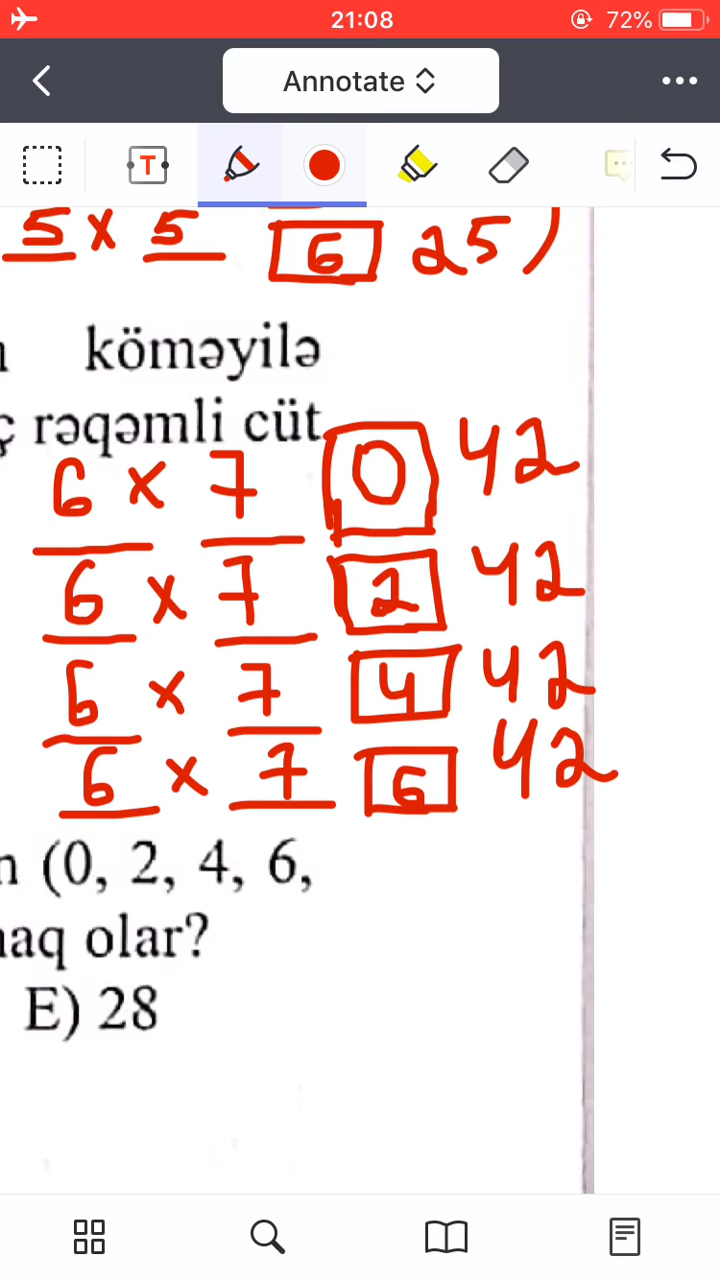 21:08 72%
Annotate
T
5 x 5 6 25)
köməyilə
rəqəmli cüt
6 x 7 0 42
6 x 7 2 42
6 x 7 4 42
6 x 7 6 42
(0, 2, 4, 6,
olar?
E) 28